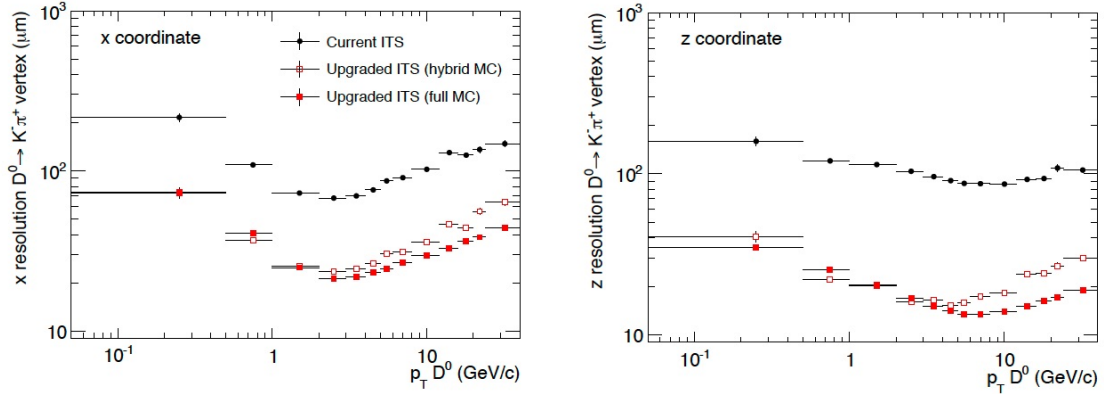 x resolution D⁰→ K⁻π⁺ vertex (μm)
10³
10²
10
x coordinate
Current ITS
Upgraded ITS (hybrid MC)
Upgraded ITS (full MC)
10⁻¹
1
10
p_T D⁰ (GeV/c)
z resolution D⁰→ K⁻π⁺ vertex (μm)
10³
10²
10
z coordinate
10⁻¹
1
10
p_T D⁰ (GeV/c)